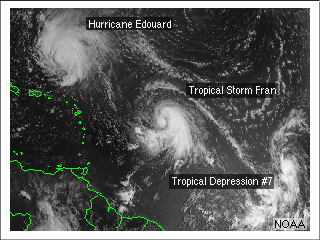 Hurricane Edouard
Tropical Storm Fran
Tropical Depression #7
NOAA